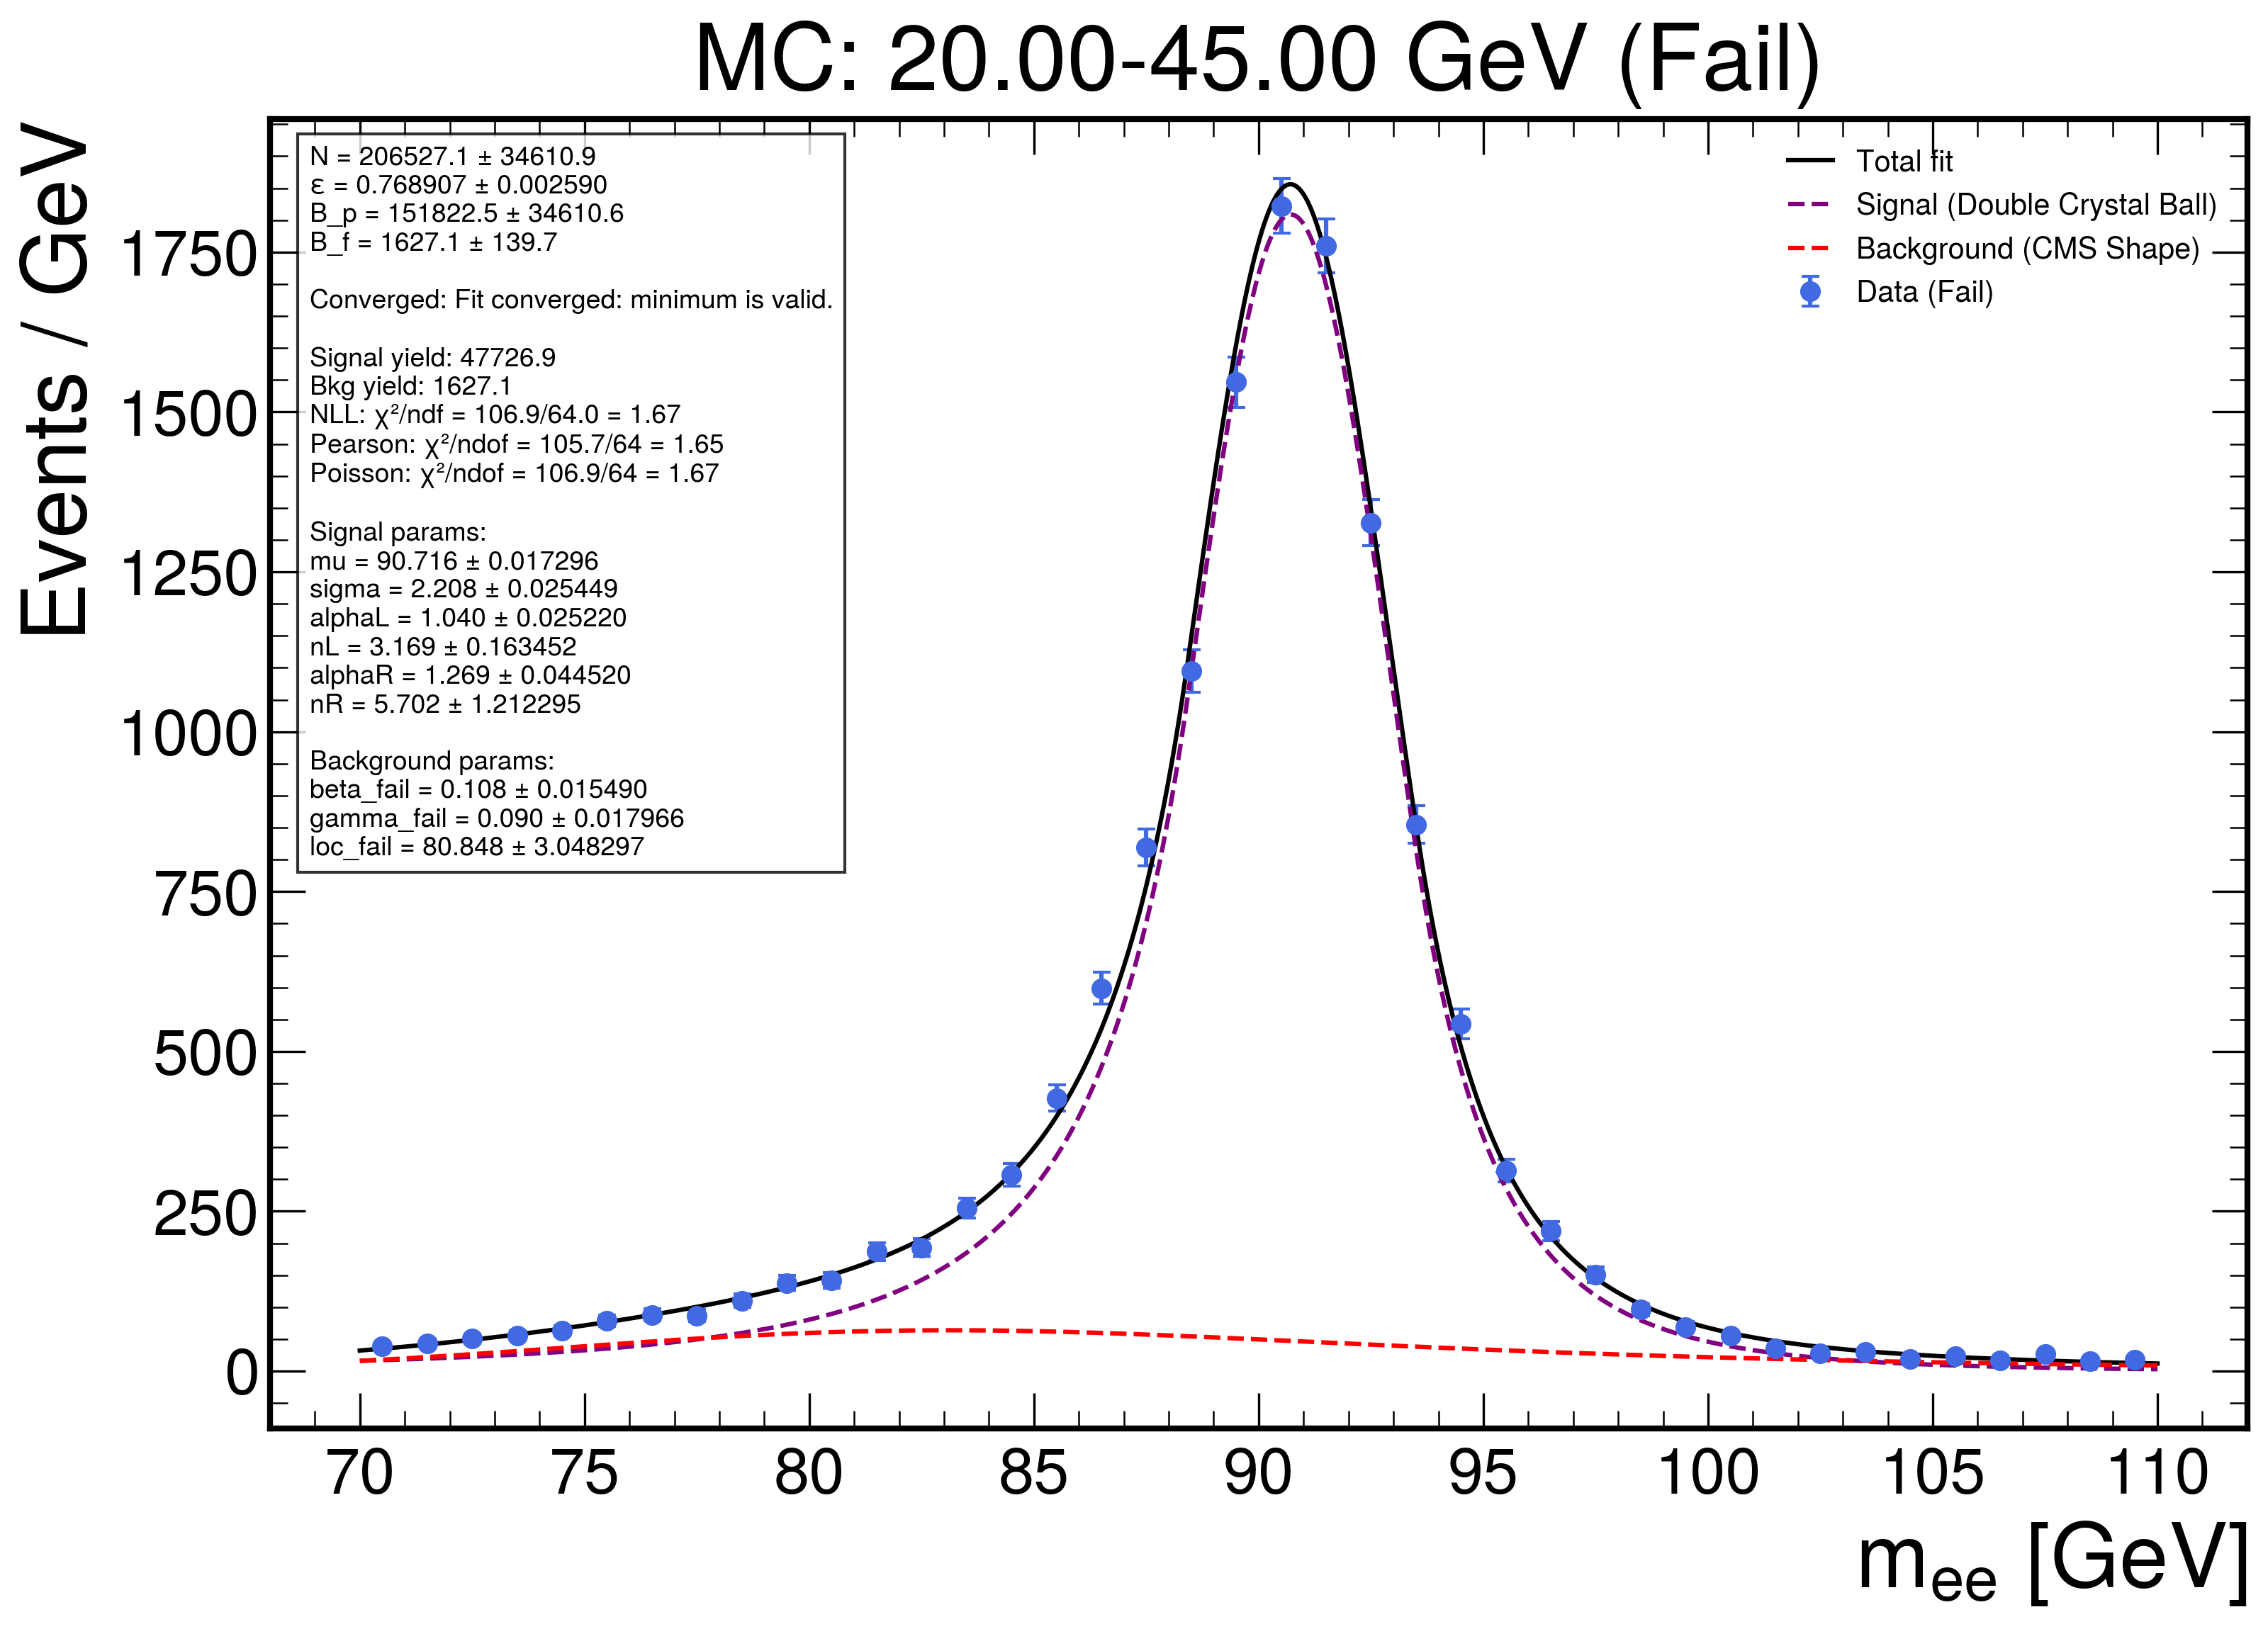 MC: 20.00-45.00 GeV (Fail)
Events / GeV
N = 206527.1 ± 34610.9
ε = 0.768907 ± 0.002590
B_p = 151822.5 ± 34610.6
B_f = 1627.1 ± 139.7
Converged: Fit converged: minimum is valid.
Signal yield: 47726.9
Bkg yield: 1627.1
NLL: χ²/ndf = 106.9/64.0 = 1.67
Pearson: χ²/ndof = 105.7/64 = 1.65
Poisson: χ²/ndof = 106.9/64 = 1.67
Signal params:
mu = 90.716 ± 0.017296
sigma = 2.208 ± 0.025449
alphaL = 1.040 ± 0.025220
nL = 3.169 ± 0.163452
alphaR = 1.269 ± 0.044520
nR = 5.702 ± 1.212295
Background params:
beta_fail = 0.108 ± 0.015490
gamma_fail = 0.090 ± 0.017966
loc_fail = 80.848 ± 3.048297
Total fit
Signal (Double Crystal Ball)
Background (CMS Shape)
Data (Fail)
1750
1500
1250
1000
750
500
250
0
70 75 80 85 90 95 100 105 110
m_ee [GeV]